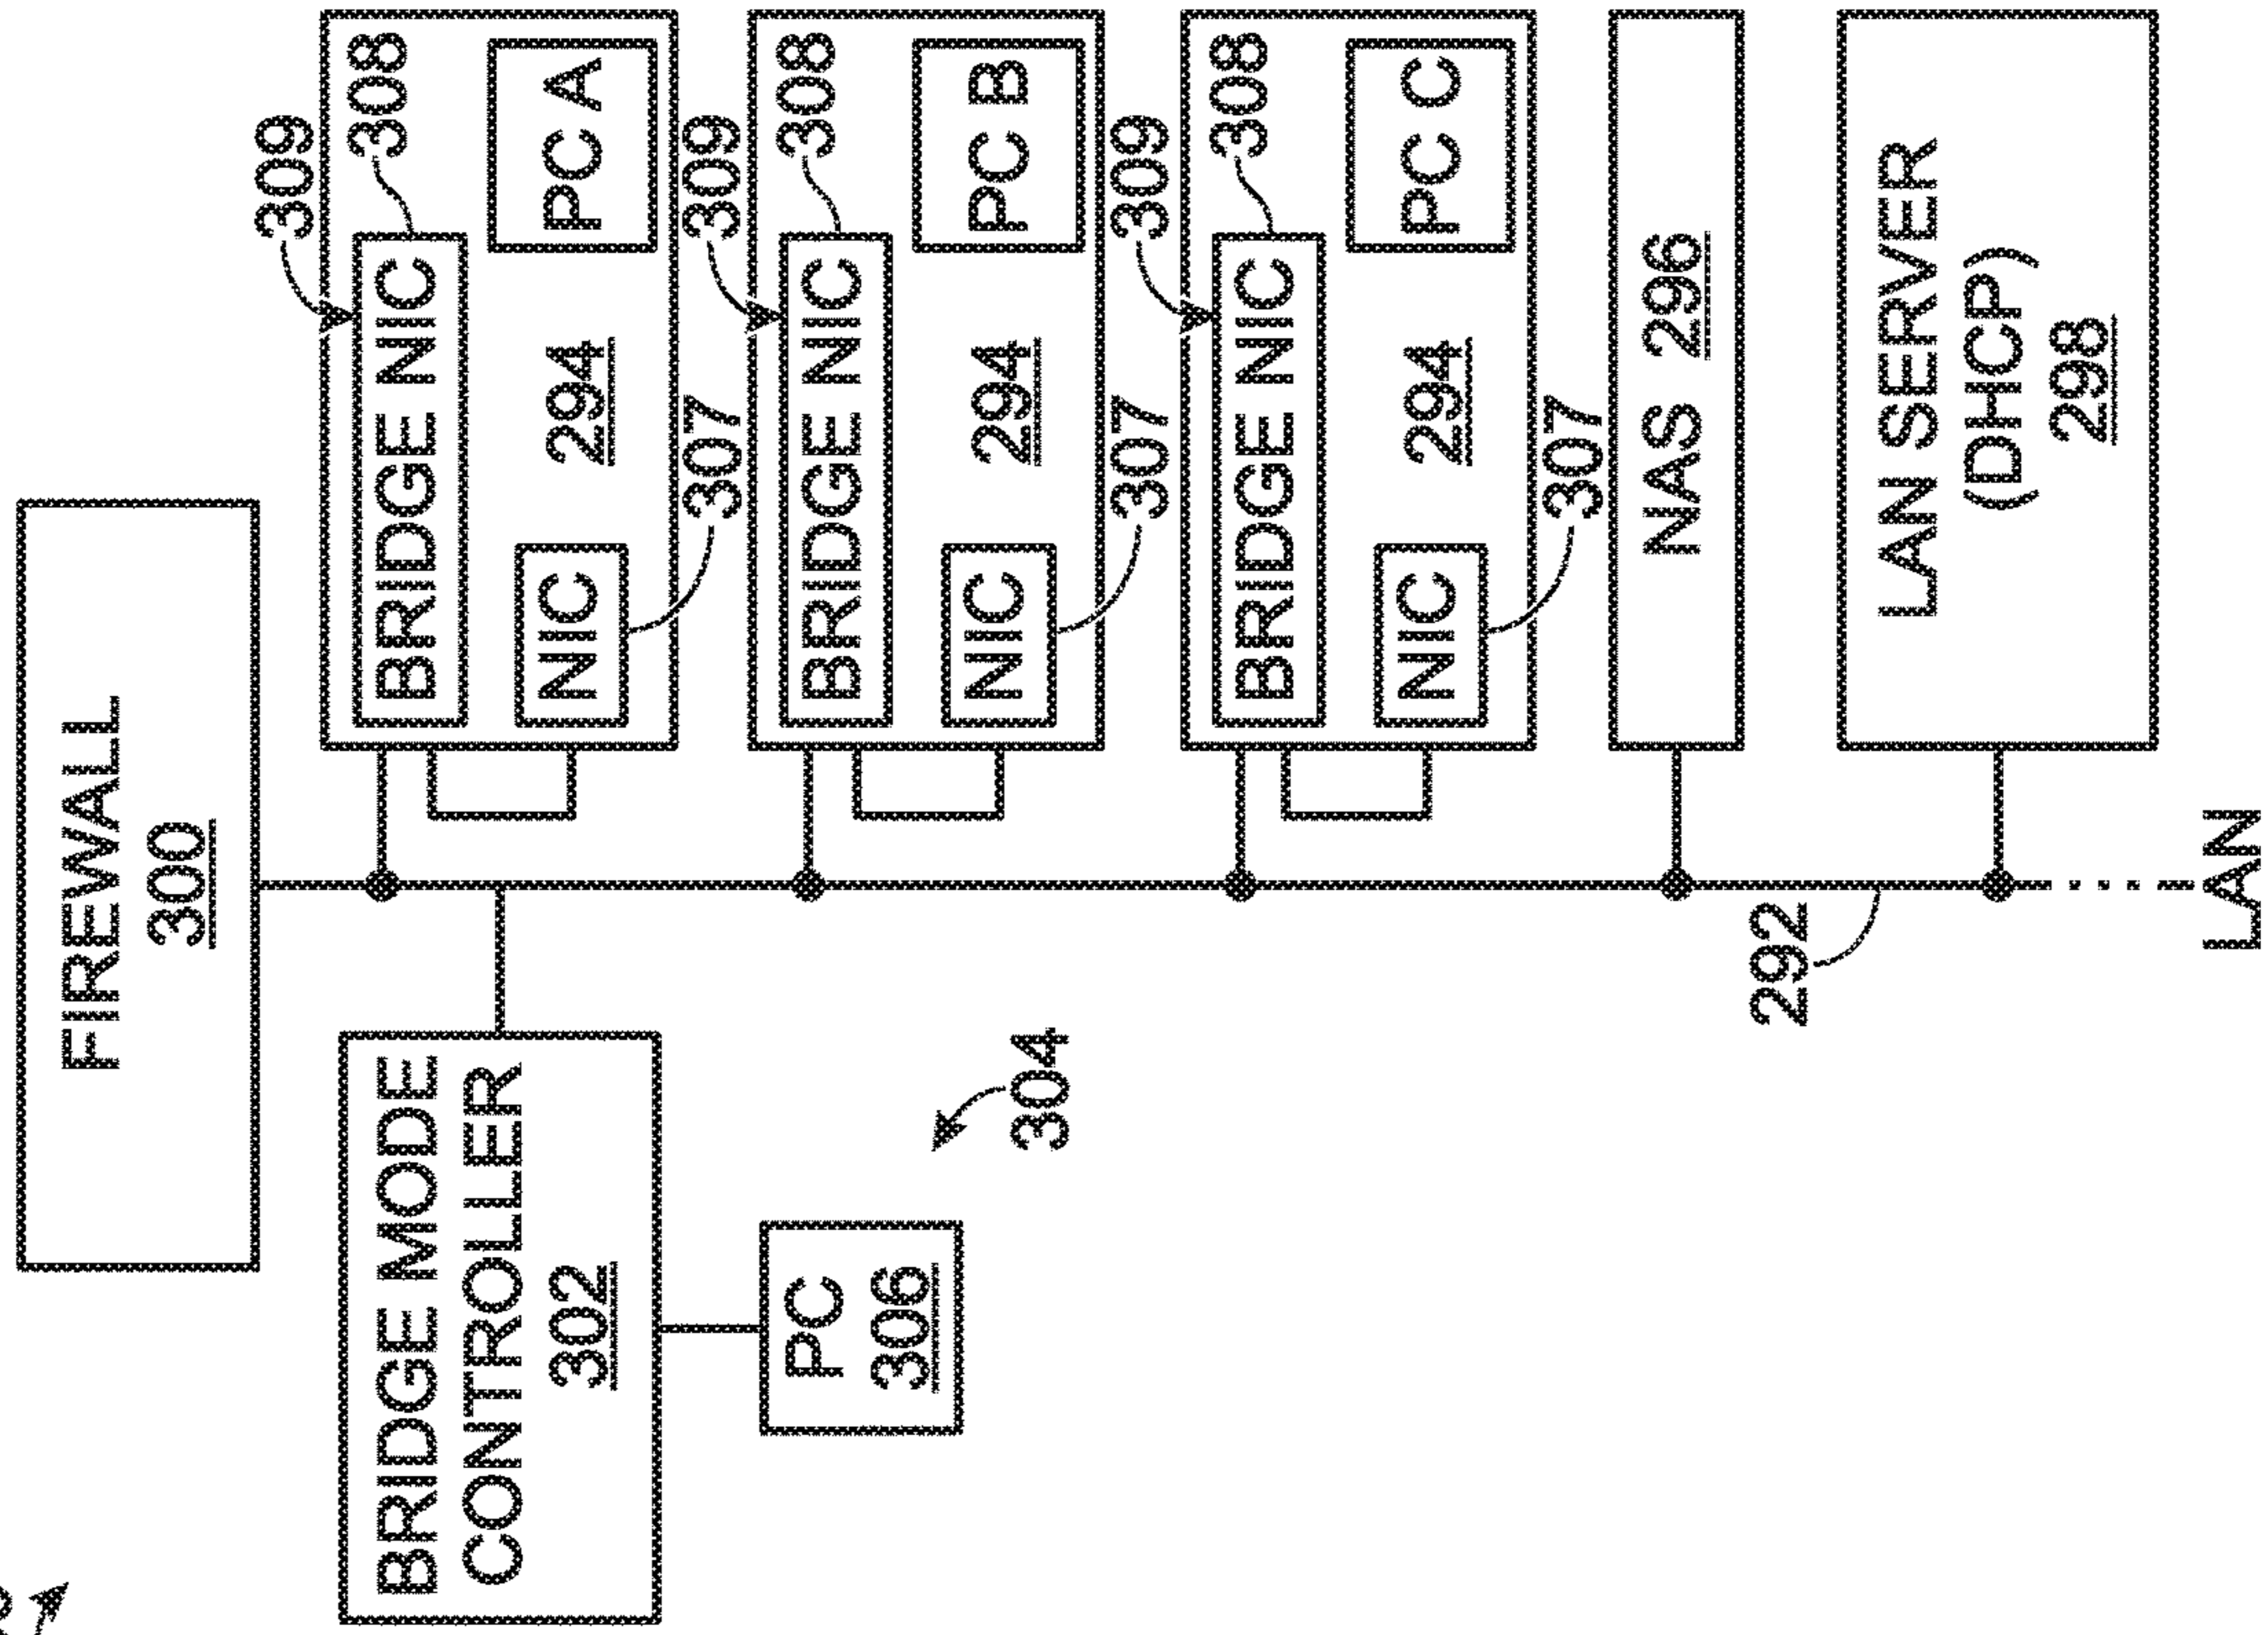 FIREWALL
300
BRIDGE MODE
CONTROLLER
302
PC
306
304
309
308
BRIDGE NIC
PC A
294
NIC
307
309
308
BRIDGE NIC
PC B
294
NIC
307
309
308
BRIDGE NIC
PC C
294
NIC
307
NAS 296
LAN SERVER
(DHCP)
298
292
LAN